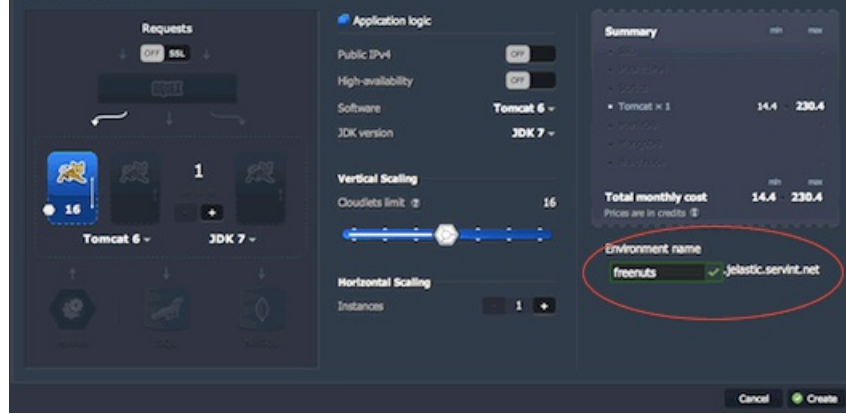 Requests
OFF SSL
1
16
Tomcat 6
JDK 7
Application logic
Public IPv4 OFF
High-availability OFF
Software Tomcat 6
JDK version JDK 7
Vertical Scaling
Cloudlets limit ? 16
Horizontal Scaling
Instances - 1 +
Summary min max
Tomcat × 1 14.4 - 230.4
min max
Total monthly cost 14.4 - 230.4
Prices are in credits
Environment name
freenuts .jelastic.servint.net
Cancel Create